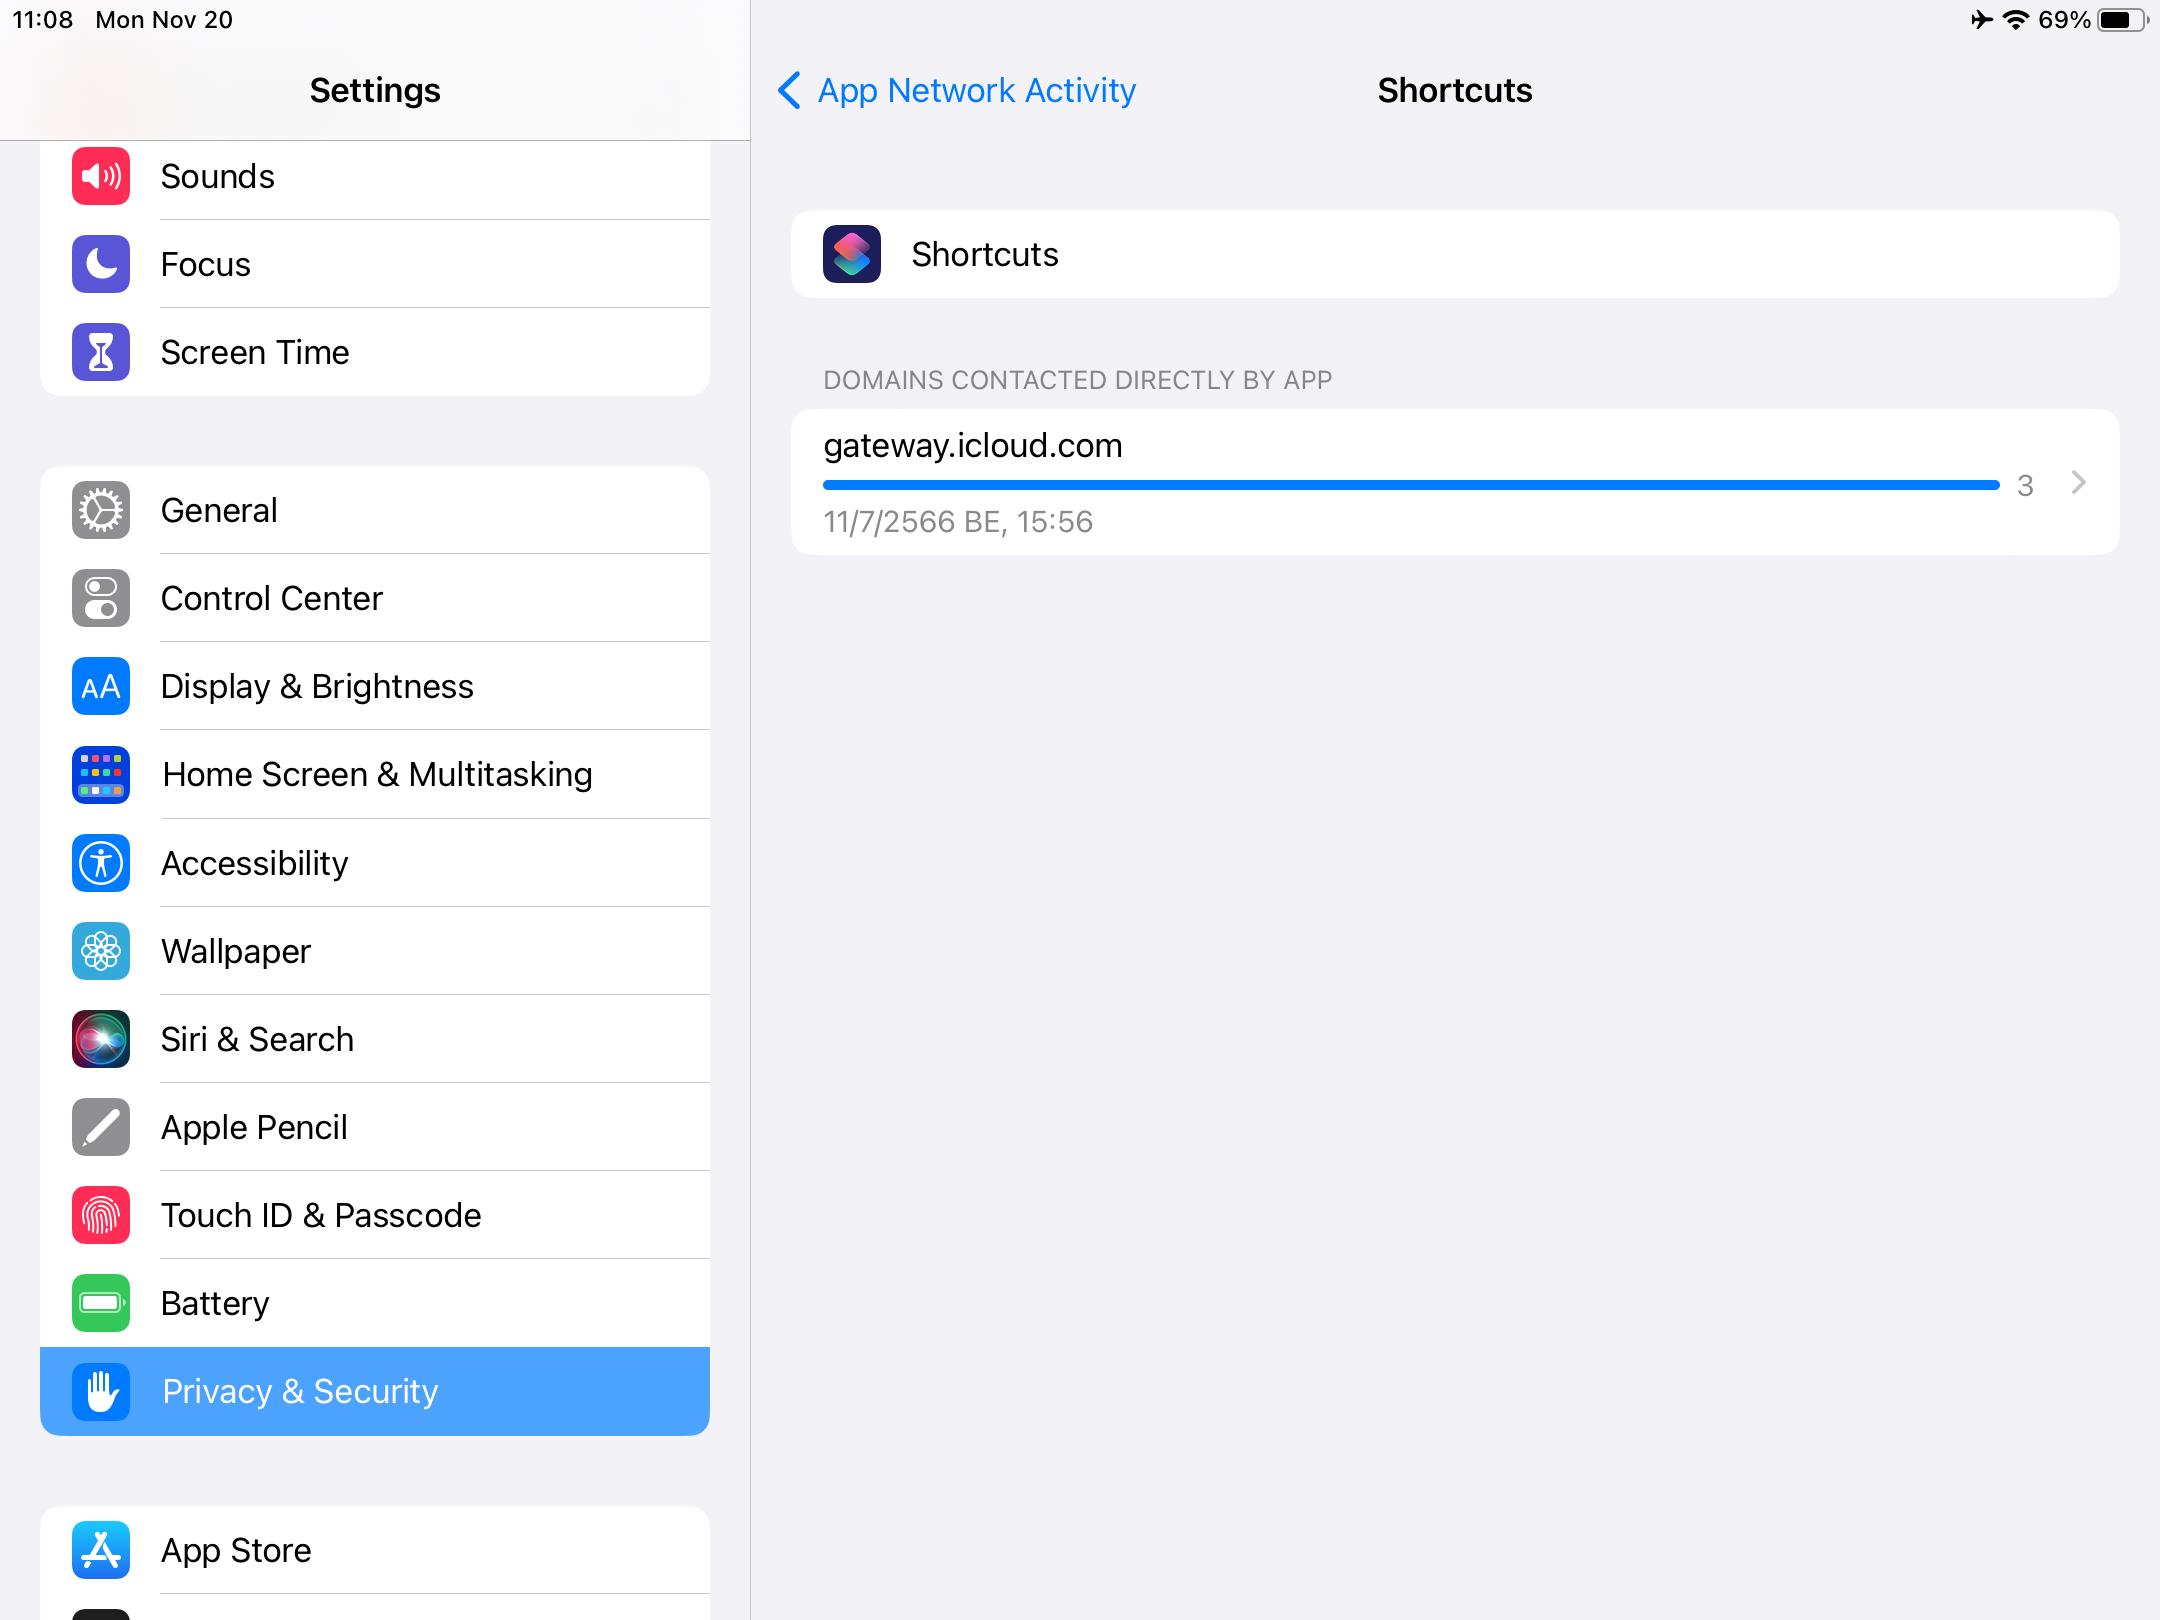 11:08 Mon Nov 20
69%
Settings
Sounds
Focus
Screen Time
General
Control Center
AA
Display & Brightness
Home Screen & Multitasking
Accessibility
Wallpaper
Siri & Search
Apple Pencil
Touch ID & Passcode
Battery
Privacy & Security
App Store
App Network Activity
Shortcuts
Shortcuts
DOMAINS CONTACTED DIRECTLY BY APP
gateway.icloud.com
3
11/7/2566 BE, 15:56